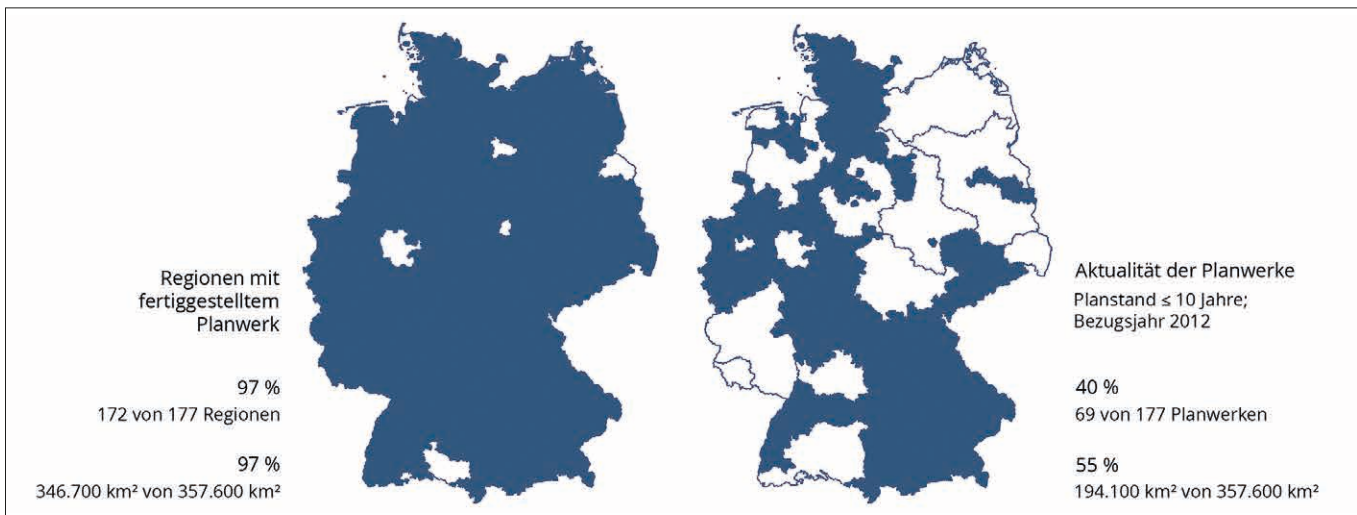 Regionen mit
fertiggestelltem
Planwerk
97 %
172 von 177 Regionen
97 %
346.700 km² von 357.600 km²
Aktualität der Planwerke
Planstand ≤ 10 Jahre;
Bezugsjahr 2012
40 %
69 von 177 Planwerken
55 %
194.100 km² von 357.600 km²